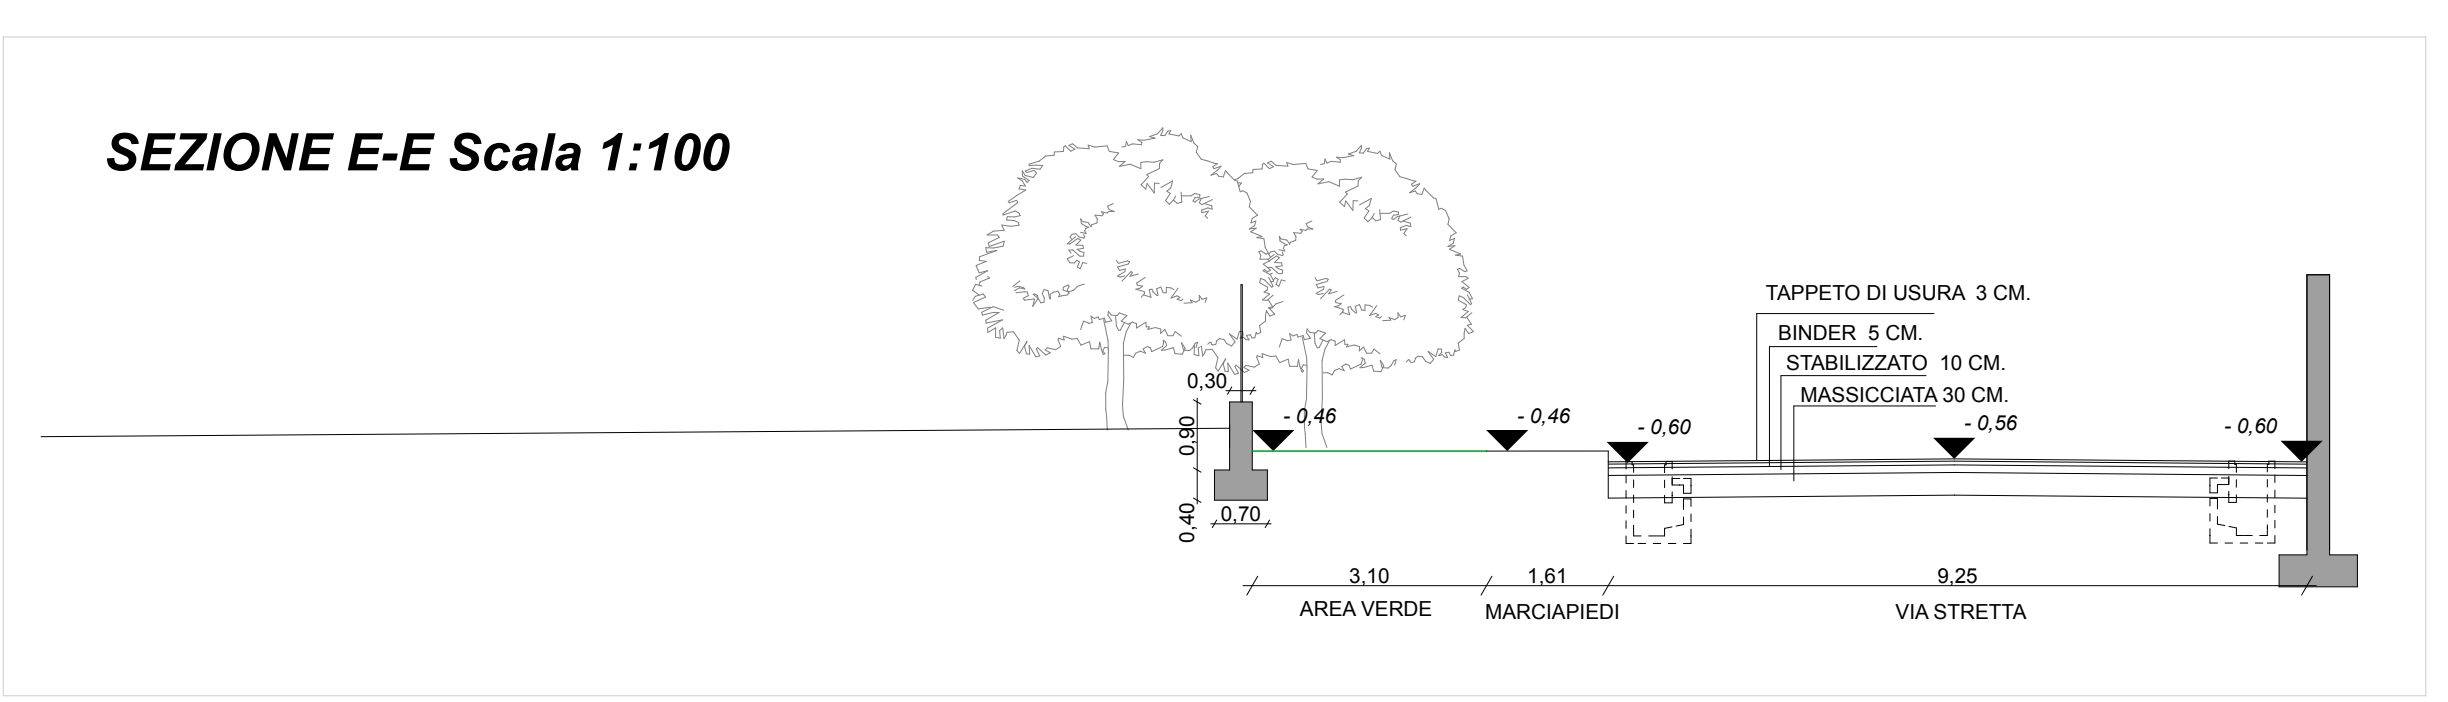 SEZIONE E-E Scala 1:100
TAPPETO DI USURA 3 CM.
BINDER 5 CM.
STABILIZZATO 10 CM.
MASSICCIATA 30 CM.
0,30
0,90
0,40
0,70
- 0,46
- 0,46
- 0,60
- 0,56
- 0,60
3,10
1,61
9,25
AREA VERDE
MARCIAPIEDI
VIA STRETTA